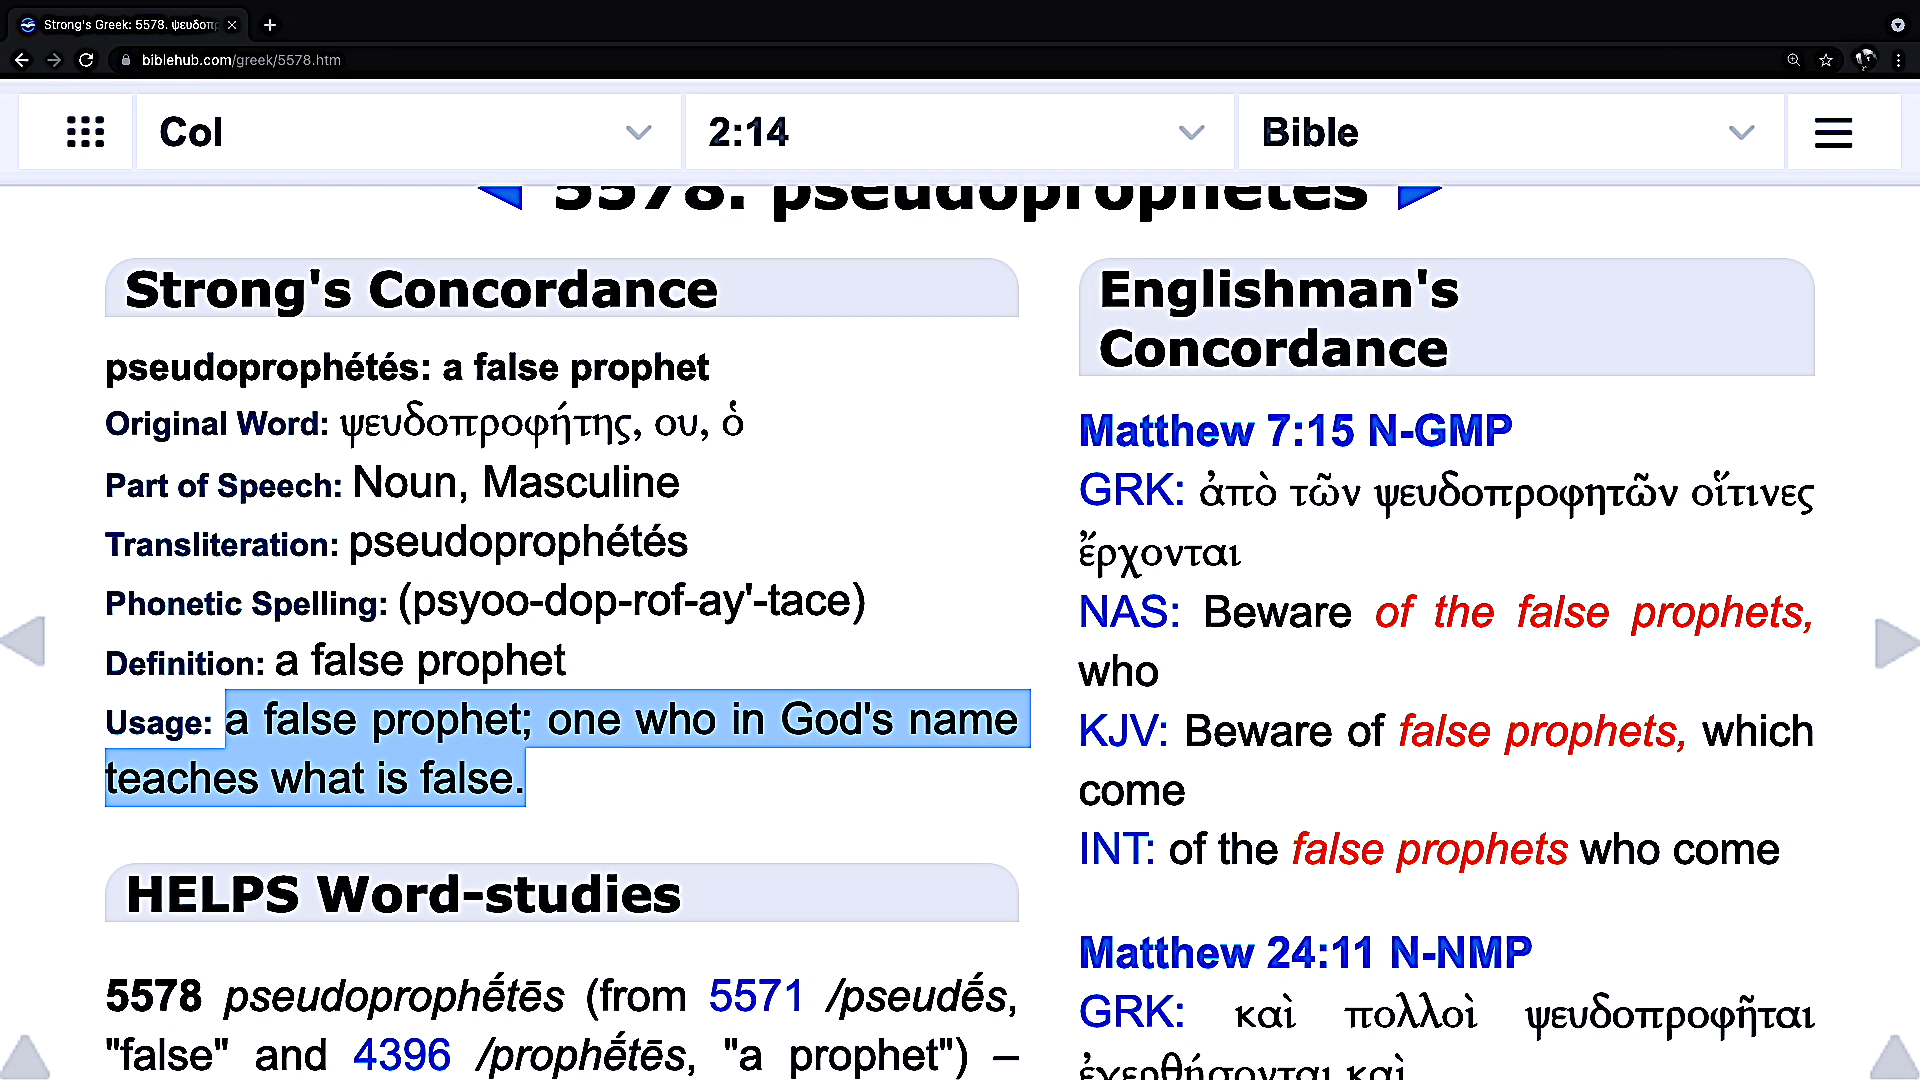 Strong's Greek: 5578. ψευδοπρ
biblehub.com/greek/5578.htm
Col
2:14
Bible
5578. pseudoprophétés
Strong's Concordance
pseudoprophétés: a false prophet
Original Word: ψευδοπροφήτης, ου, ὁ
Part of Speech: Noun, Masculine
Transliteration: pseudoprophétés
Phonetic Spelling: (psyoo-dop-rof-ay'-tace)
Definition: a false prophet
Usage: a false prophet; one who in God's name
teaches what is false.
HELPS Word-studies
5578 pseudoprophḗtēs (from 5571 /pseudḗs,
"false" and 4396 /prophḗtēs, "a prophet") –
Englishman's
Concordance
Matthew 7:15 N-GMP
GRK: ἀπὸ τῶν ψευδοπροφητῶν οἵτινες
ἔρχονται
NAS: Beware of the false prophets,
who
KJV: Beware of false prophets, which
come
INT: of the false prophets who come
Matthew 24:11 N-NMP
GRK: καὶ πολλοὶ ψευδοπροφῆται
ἐγερθήσονται καὶ